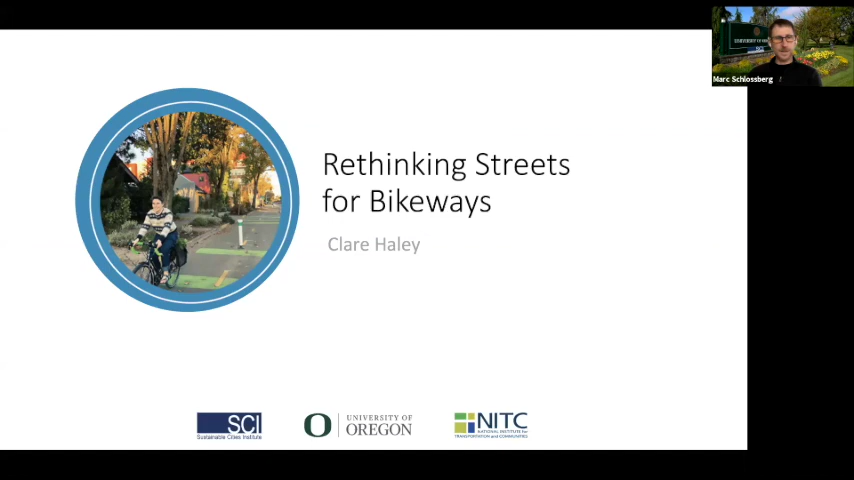 Marc Schlossberg
Rethinking Streets
for Bikeways
Clare Haley
SCI
Sustainable Cities Institute
O
UNIVERSITY OF
OREGON
NITC
NATIONAL INSTITUTE for
TRANSPORTATION and COMMUNITIES